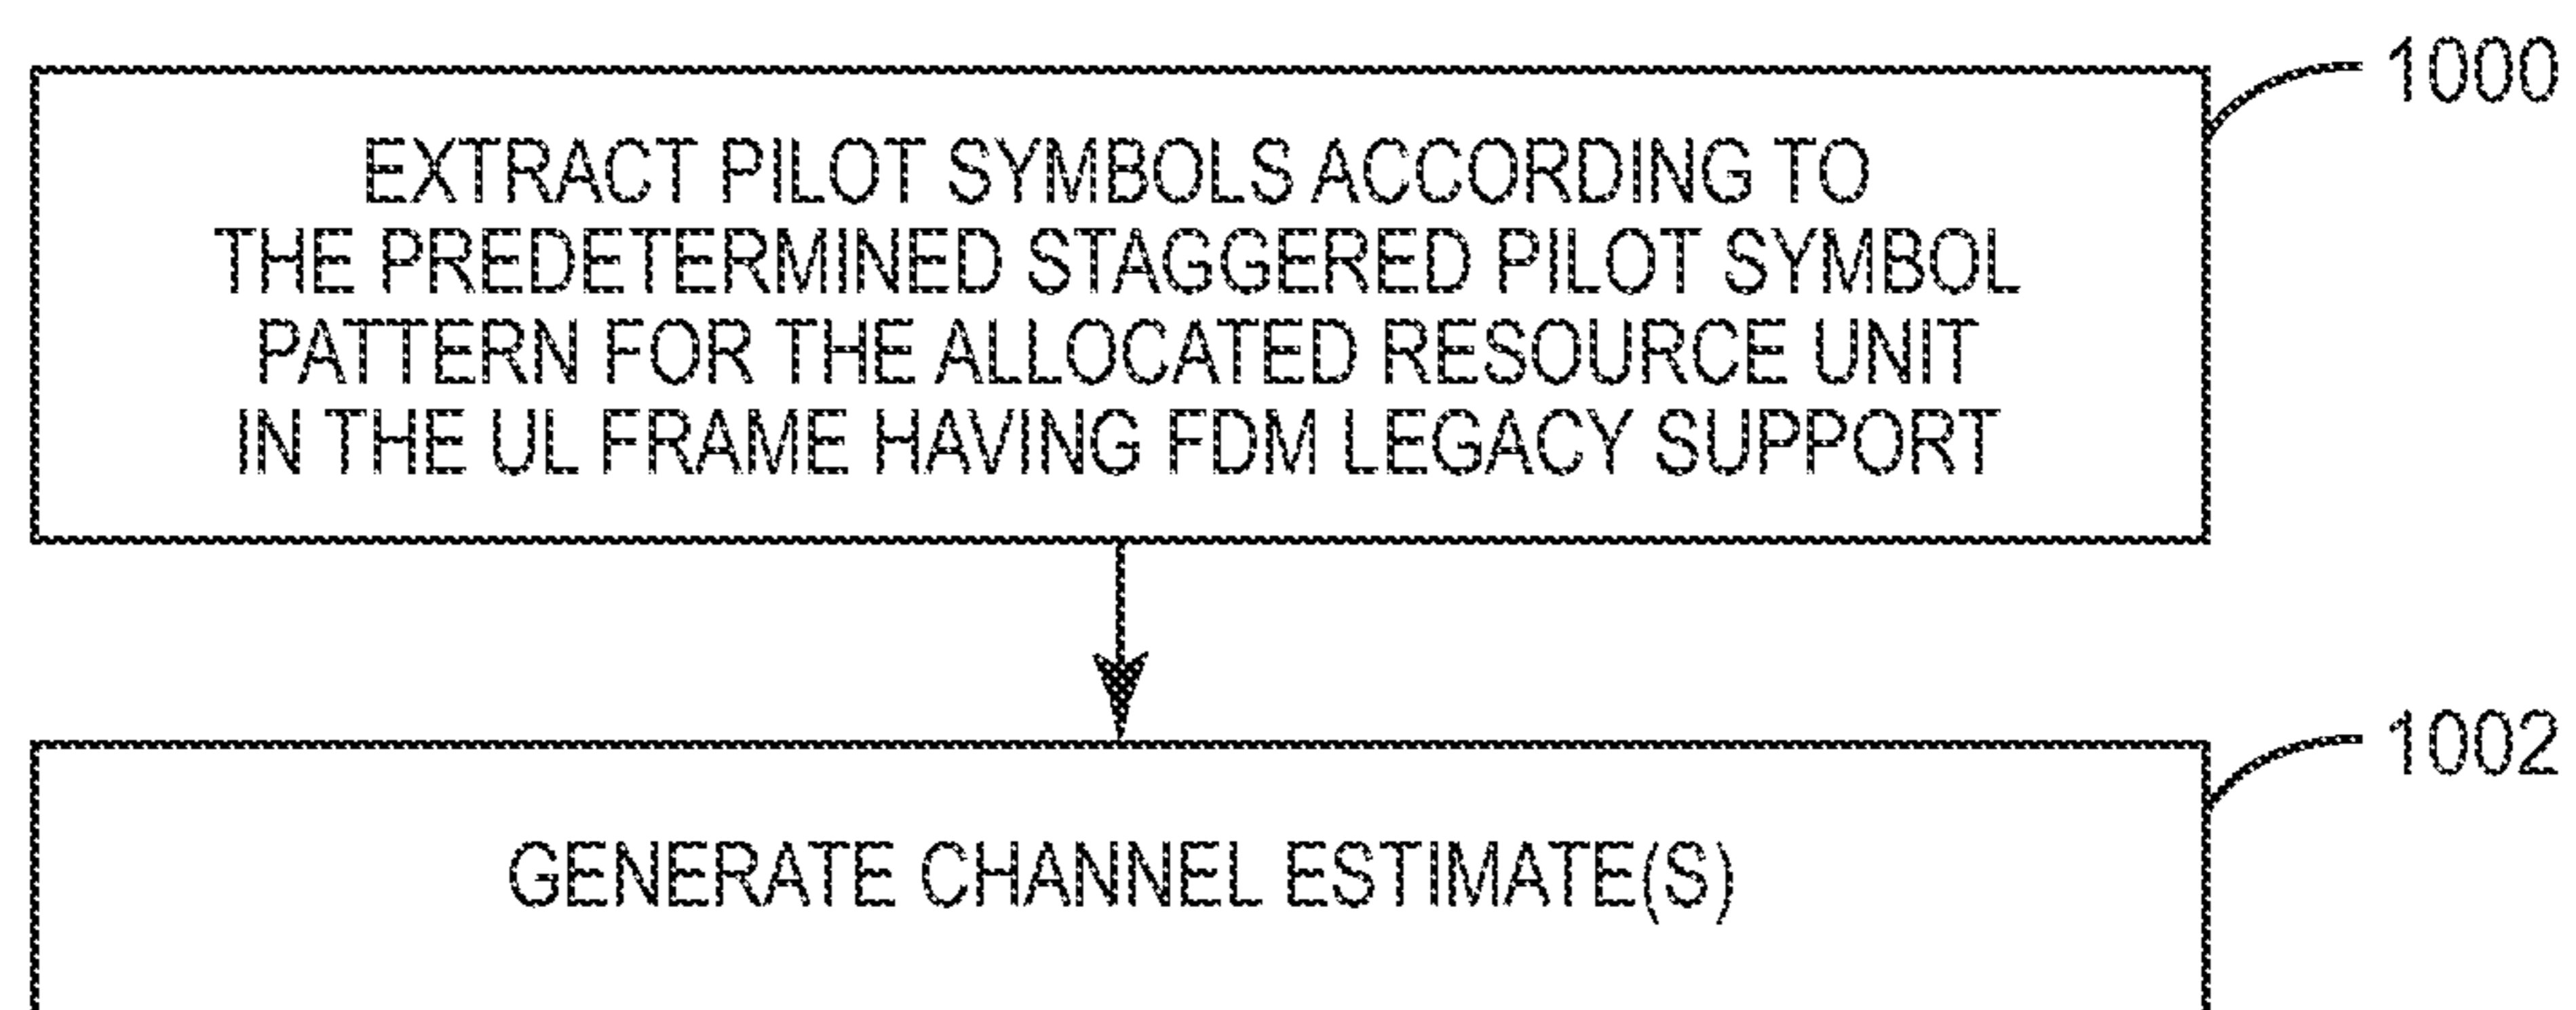 1000
EXTRACT PILOT SYMBOLS ACCORDING TO
THE PREDETERMINED STAGGERED PILOT SYMBOL
PATTERN FOR THE ALLOCATED RESOURCE UNIT
IN THE UL FRAME HAVING FDM LEGACY SUPPORT
1002
GENERATE CHANNEL ESTIMATE(S)